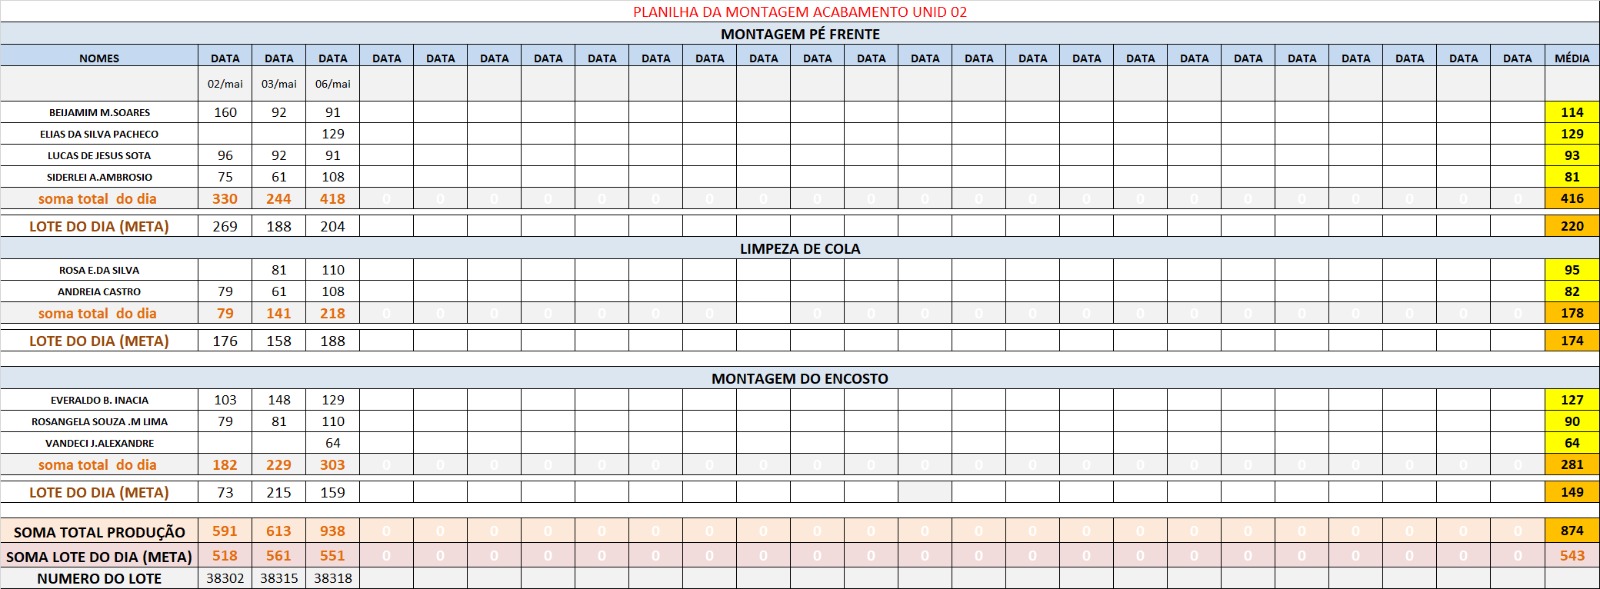 PLANILHA DA MONTAGEM ACABAMENTO UNID 02
MONTAGEM PÉ FRENTE
NOMES DATA DATA DATA DATA DATA DATA DATA DATA DATA DATA DATA DATA DATA DATA DATA DATA DATA DATA DATA DATA DATA DATA DATA DATA DATA MÉDIA
02/mai 03/mai 06/mai
BEIJAMIM M.SOARES 160 92 91 114
ELIAS DA SILVA PACHECO 129 129
LUCAS DE JESUS SOTA 96 92 91 93
SIDERLEI A.AMBROSIO 75 61 108 81
soma total do dia 330 244 418 0 0 0 0 0 0 0 0 0 0 0 0 0 0 0 0 0 0 0 0 0 0 416
LOTE DO DIA (META) 269 188 204 220
LIMPEZA DE COLA
ROSA E.DA SILVA 81 110 95
ANDREIA CASTRO 79 61 108 82
soma total do dia 79 141 218 0 0 0 0 0 0 0 0 0 0 0 0 0 0 0 0 0 0 0 0 0 178
LOTE DO DIA (META) 176 158 188 174
MONTAGEM DO ENCOSTO
EVERALDO B. INACIA 103 148 129 127
ROSANGELA SOUZA .M LIMA 79 81 110 90
VANDECI J.ALEXANDRE 64 64
soma total do dia 182 229 303 0 0 0 0 0 0 0 0 0 0 0 0 0 0 0 0 0 0 0 0 0 0 281
LOTE DO DIA (META) 73 215 159 149
SOMA TOTAL PRODUÇÃO 591 613 938 0 0 0 0 0 0 0 0 0 0 0 0 0 0 0 0 0 0 0 0 0 0 874
SOMA LOTE DO DIA (META) 518 561 551 0 0 0 0 0 0 0 0 0 0 0 0 0 0 0 0 0 0 0 0 0 0 543
NUMERO DO LOTE 38302 38315 38318